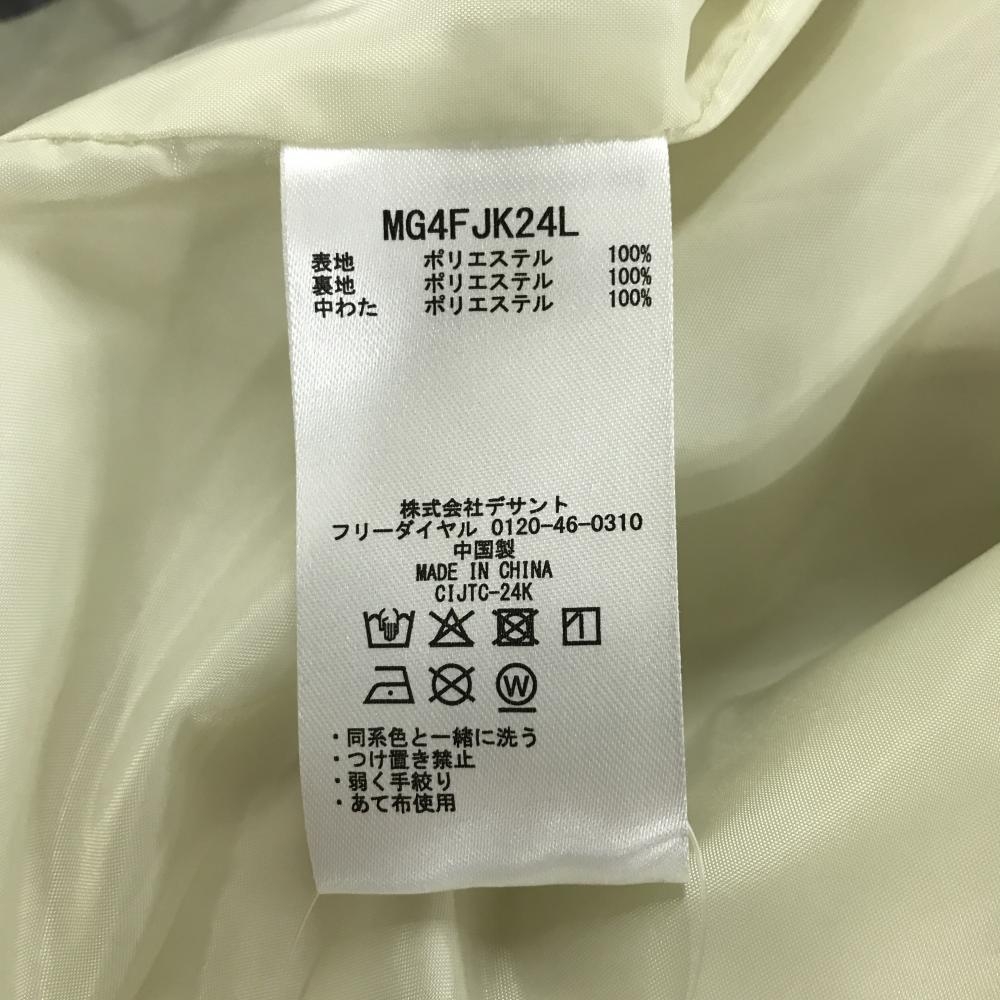 MG4FJK24L
表地 ポリエステル 100%
裏地 ポリエステル 100%
中わた ポリエステル 100%
株式会社デサント
フリーダイヤル 0120-46-0310
中国製
MADE IN CHINA
CIJTC-24K
W
・同系色と一緒に洗う
・つけ置き禁止
・弱く手絞り
・あて布使用